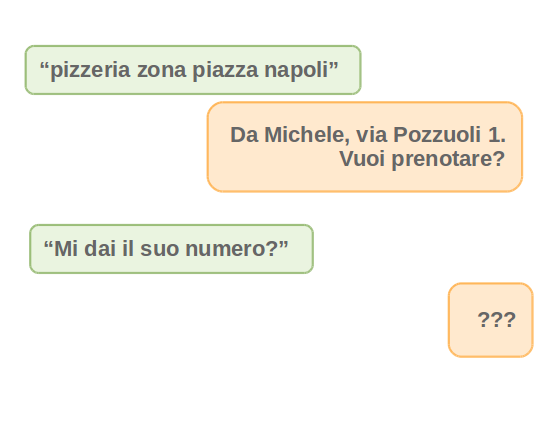 “pizzeria zona piazza napoli”
Da Michele, via Pozzuoli 1.
Vuoi prenotare?
“Mi dai il suo numero?”
???